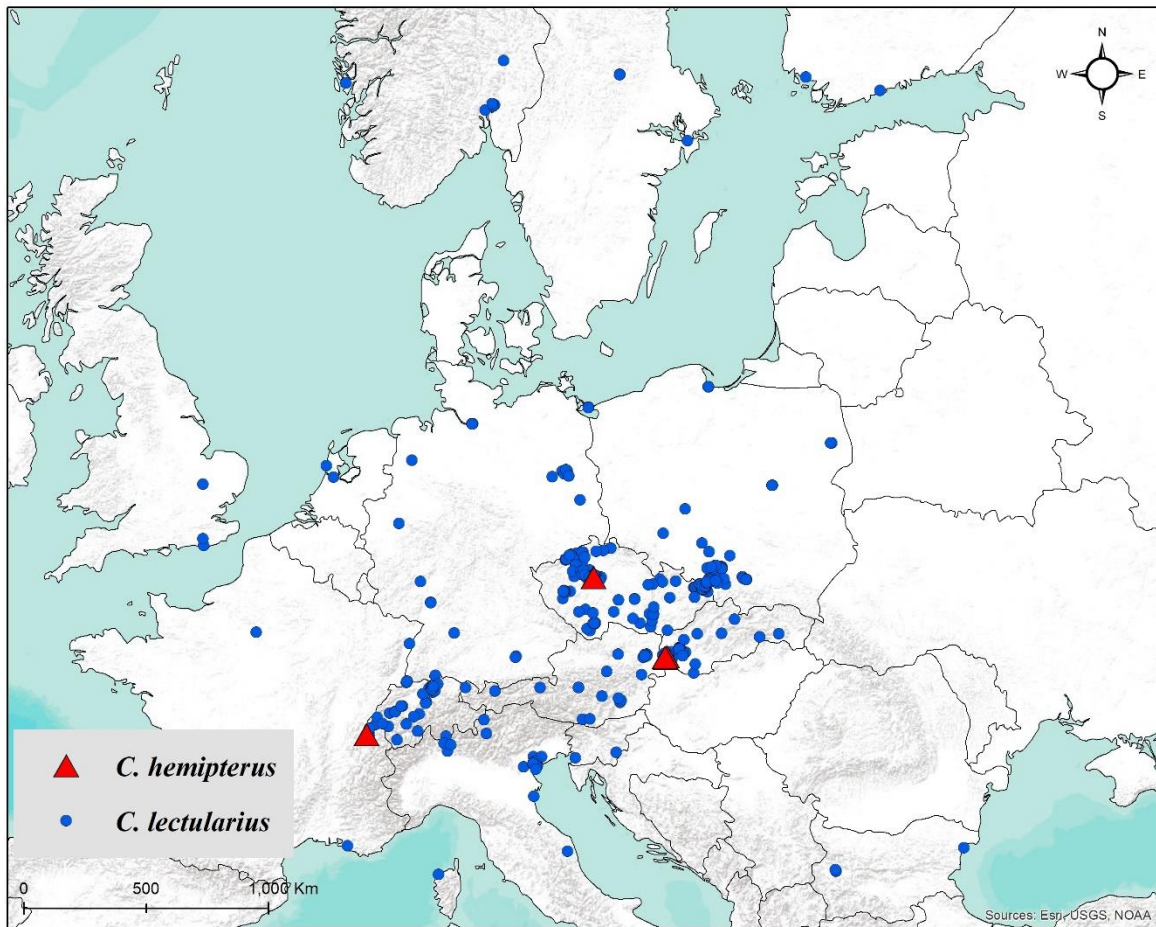 N
W E
S
C. hemipterus
C. lectularius
0 500 1,000 Km
Sources: Esri, USGS, NOAA